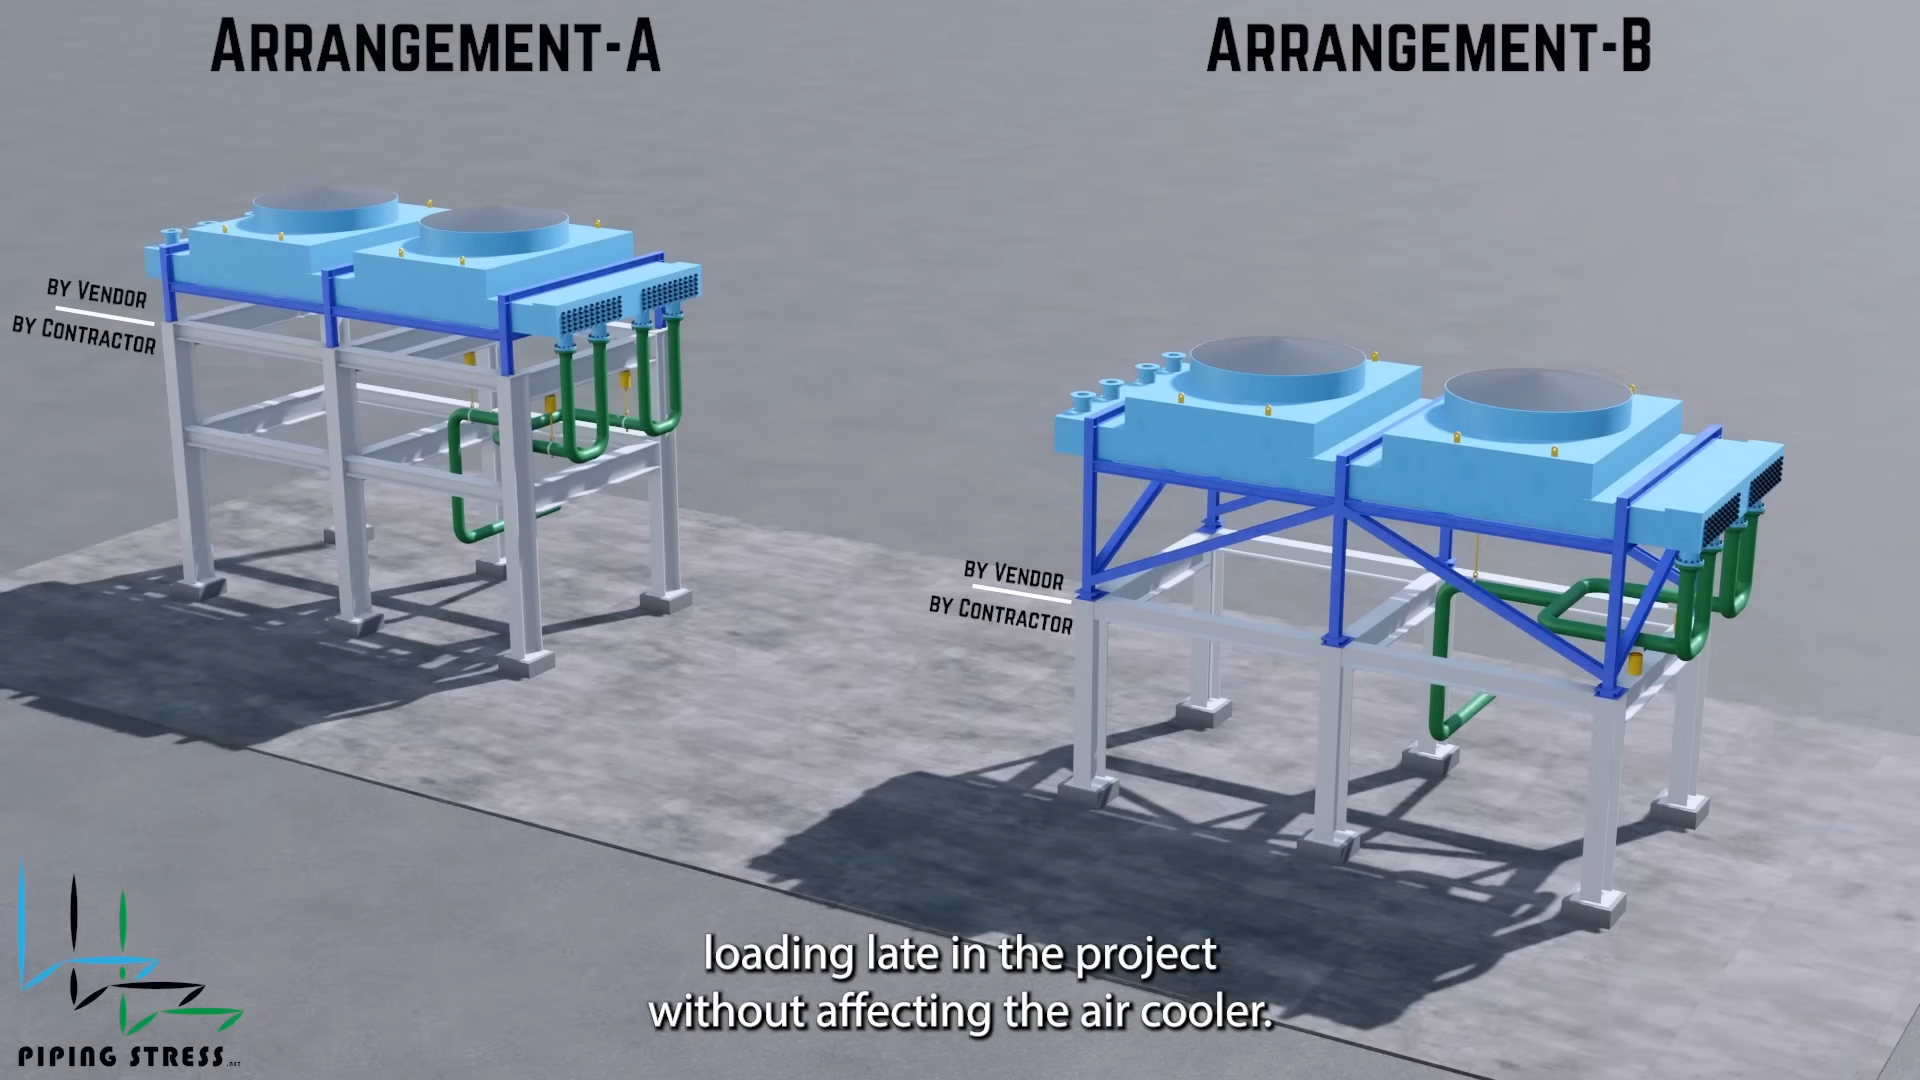 ARRANGEMENT-A
ARRANGEMENT-B
BY VENDOR
BY CONTRACTOR
BY VENDOR
BY CONTRACTOR
loading late in the project
without affecting the air cooler.
PIPING STRESS.NET